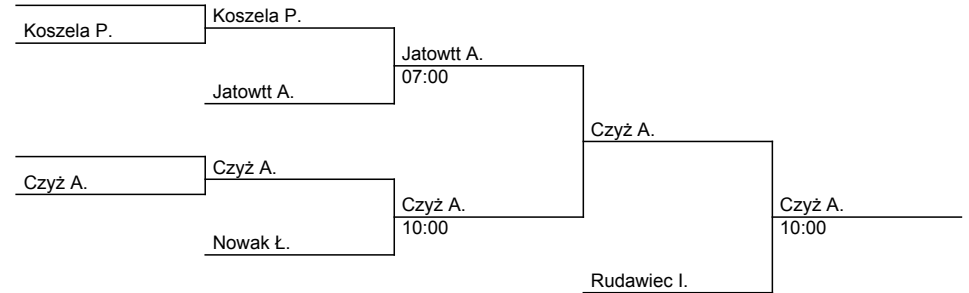 Koszela P.
Koszela P.
Jatowtt A.
07:00
Jatowtt A.
Czyż A.
Czyż A.
Czyż A.
Czyż A.
10:00
Czyż A.
10:00
Nowak Ł.
Rudawiec I.